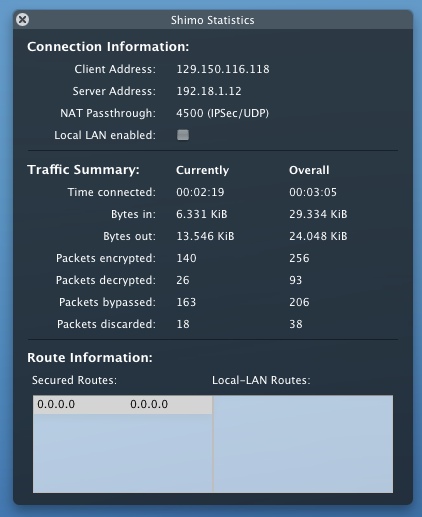 Shimo Statistics
Connection Information:
Client Address: 129.150.116.118
Server Address: 192.18.1.12
NAT Passthrough: 4500 (IPSec/UDP)
Local LAN enabled:
Traffic Summary: Currently Overall
Time connected: 00:02:19 00:03:05
Bytes in: 6.331 KiB 29.334 KiB
Bytes out: 13.546 KiB 24.048 KiB
Packets encrypted: 140 256
Packets decrypted: 26 93
Packets bypassed: 163 206
Packets discarded: 18 38
Route Information:
Secured Routes: Local-LAN Routes:
0.0.0.0 0.0.0.0